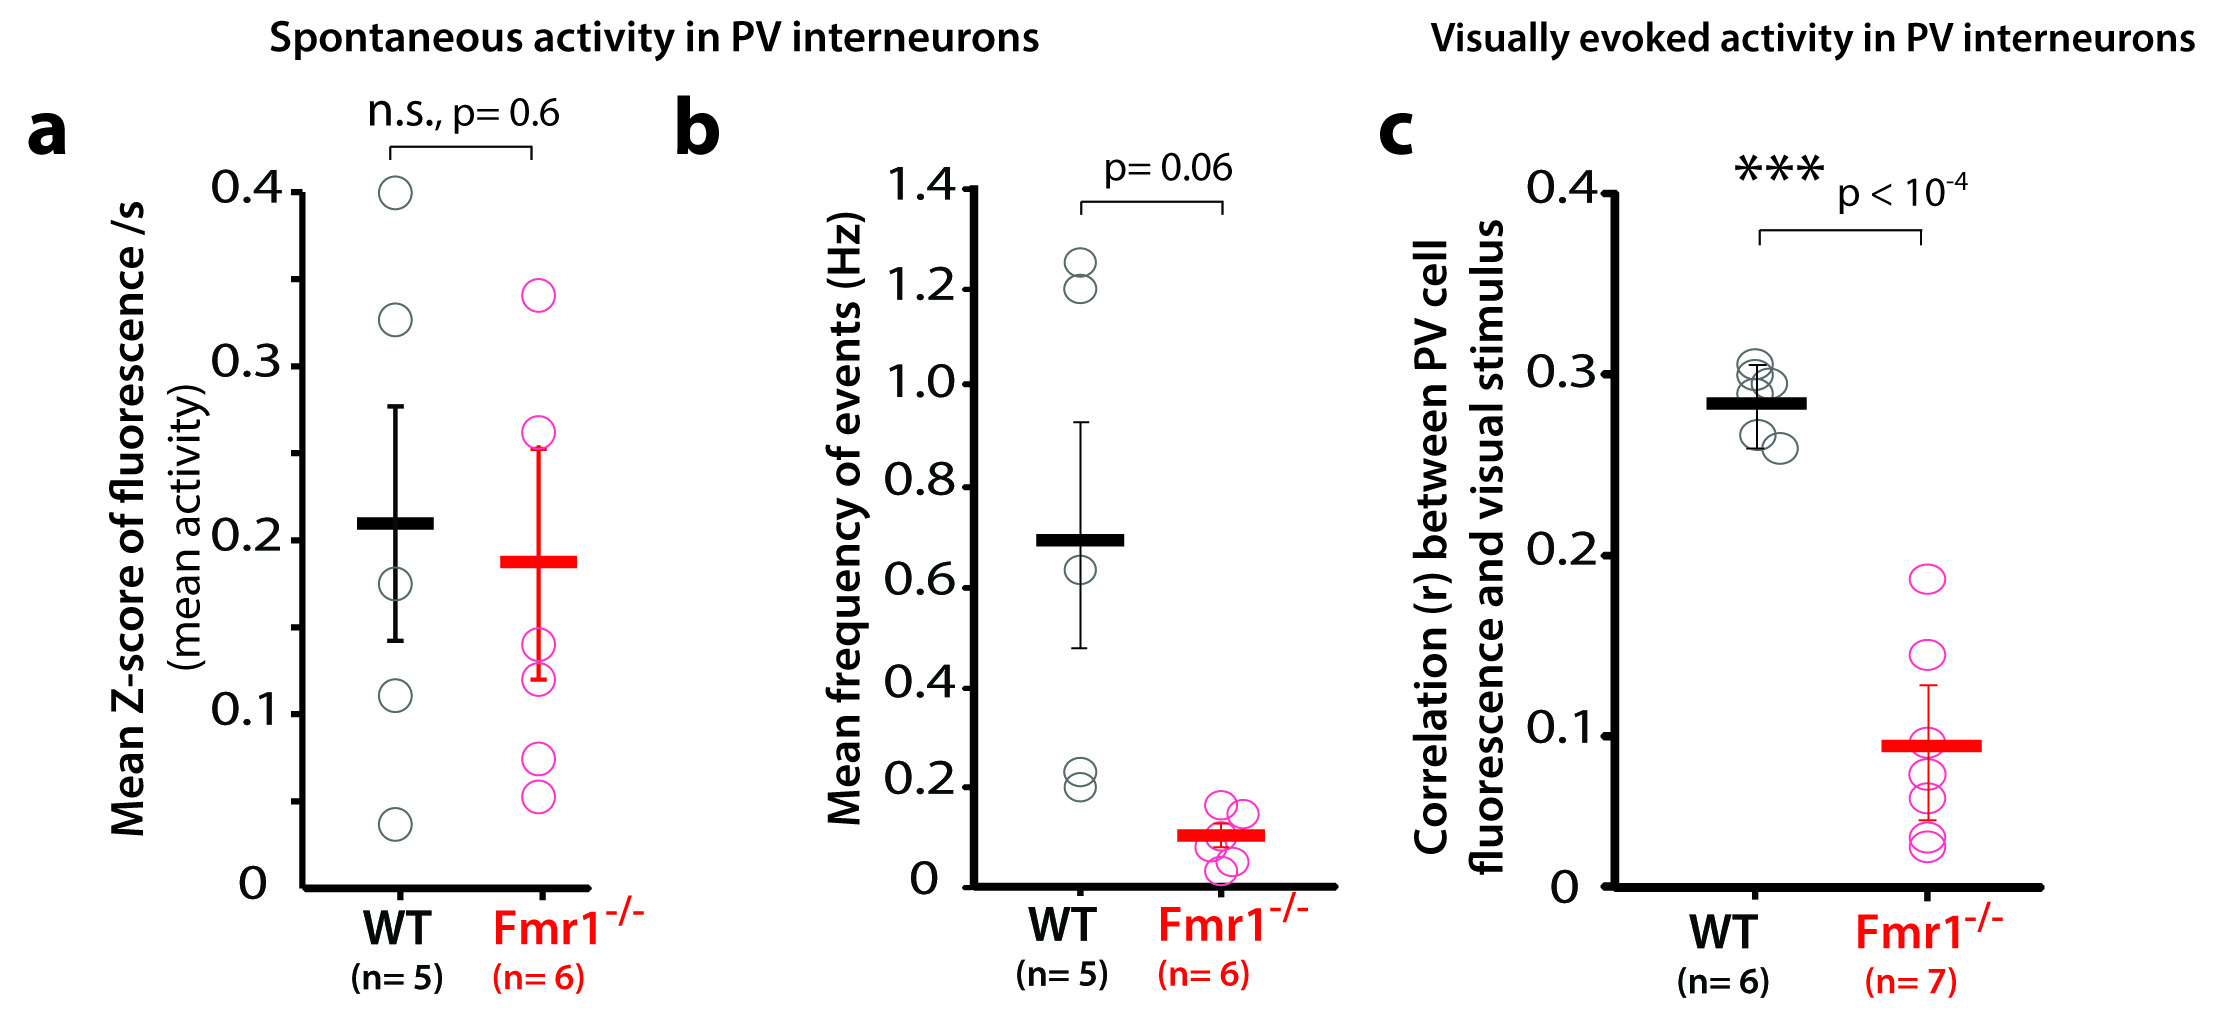 Spontaneous activity in PV interneurons
Visually evoked activity in PV interneurons
a
n.s., p= 0.6
Mean Z-score of fluorescence /s
(mean activity)
0.4
0.3
0.2
0.1
0
WT
(n= 5)
Fmr1-/-
(n= 6)
b
p= 0.06
Mean frequency of events (Hz)
1.4
1.2
1.0
0.8
0.6
0.4
0.2
0
WT
(n= 5)
Fmr1-/-
(n= 6)
c
*** p < 10-4
Correlation (r) between PV cell
fluorescence and visual stimulus
0.4
0.3
0.2
0.1
0
WT
(n= 6)
Fmr1-/-
(n= 7)